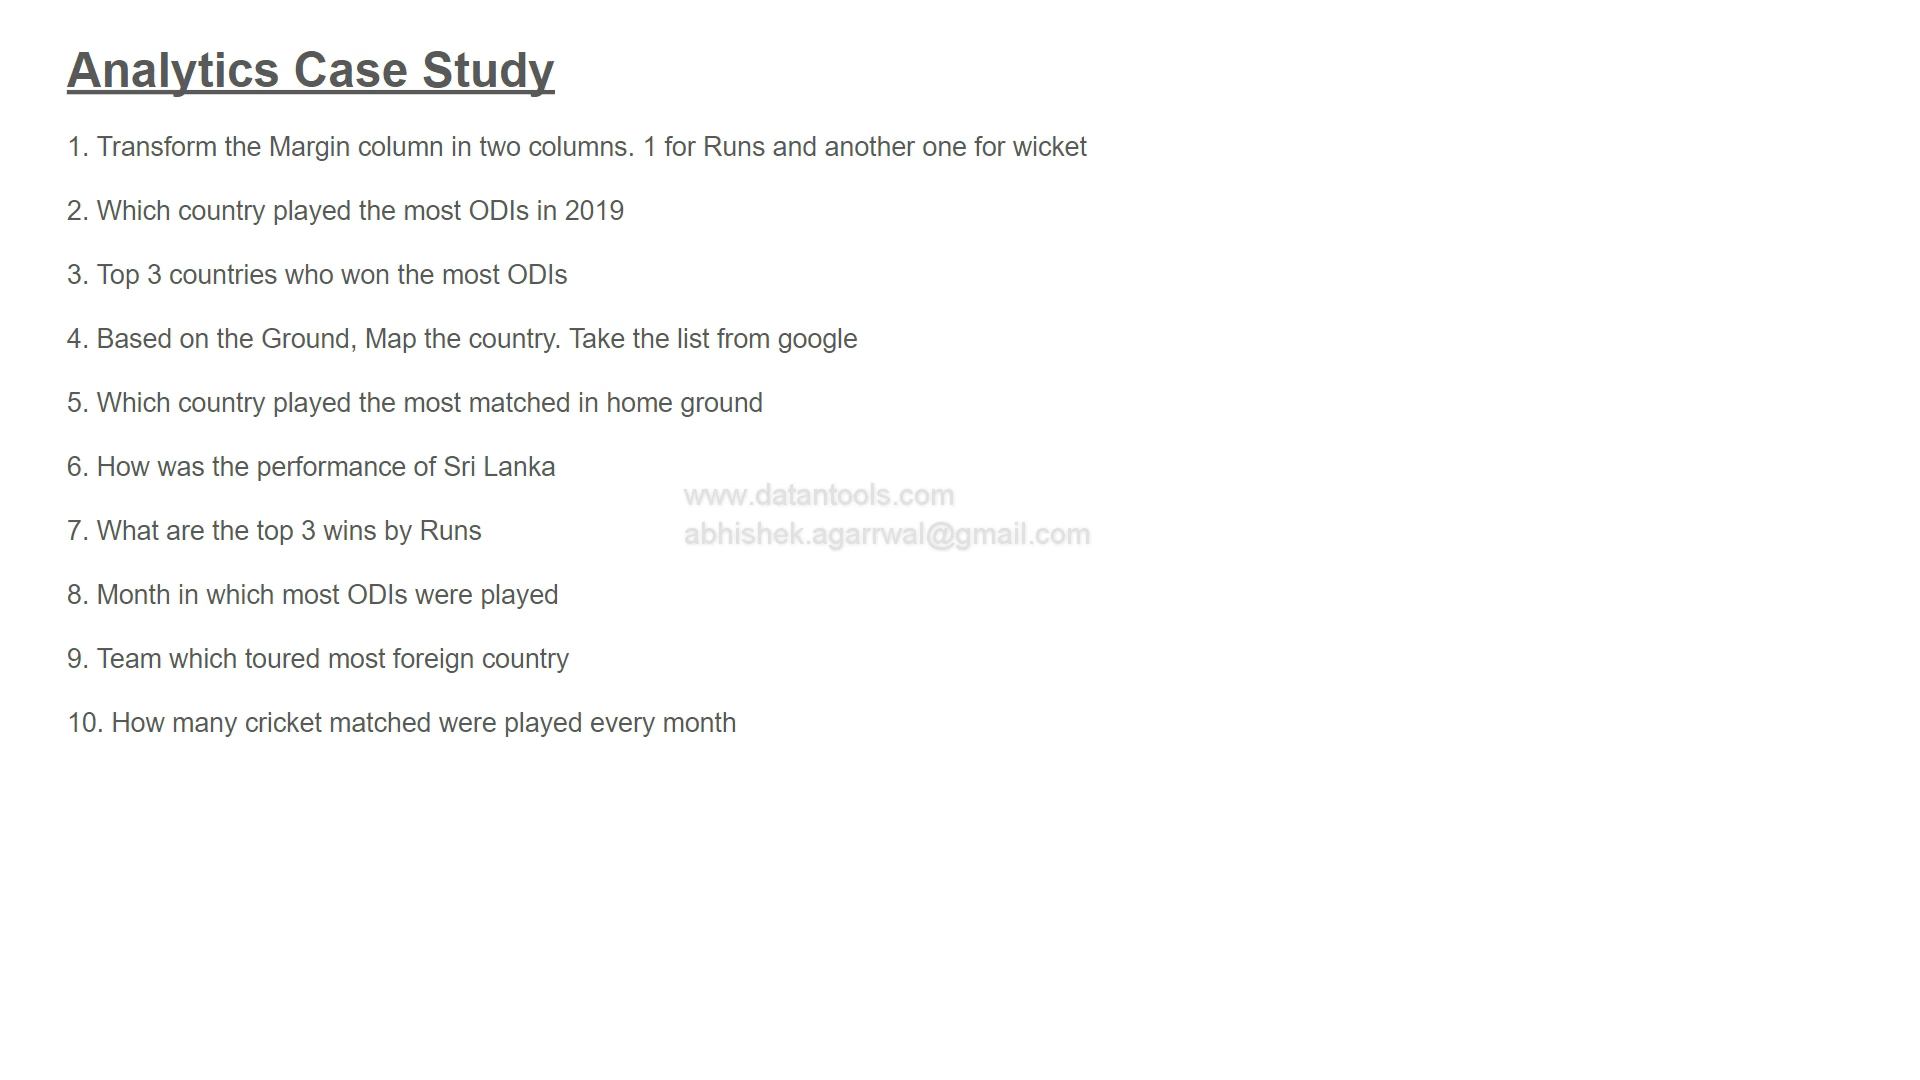 Analytics Case Study
1. Transform the Margin column in two columns. 1 for Runs and another one for wicket
2. Which country played the most ODIs in 2019
3. Top 3 countries who won the most ODIs
4. Based on the Ground, Map the country. Take the list from google
5. Which country played the most matched in home ground
6. How was the performance of Sri Lanka
www.datantools.com
7. What are the top 3 wins by Runs
abhishek.agarrwal@gmail.com
8. Month in which most ODIs were played
9. Team which toured most foreign country
10. How many cricket matched were played every month